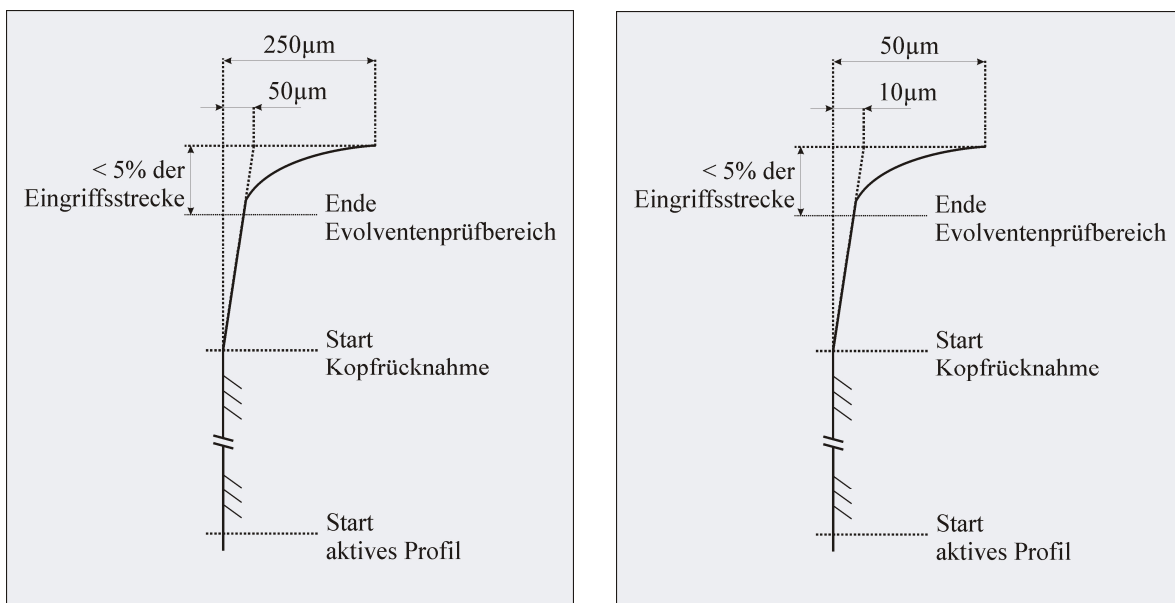 250µm
50µm
< 5% der
Eingriffsstrecke
Ende
Evolventenprüfbereich
Start
Kopfrücknahme
Start
aktives Profil
50µm
10µm
< 5% der
Eingriffsstrecke
Ende
Evolventenprüfbereich
Start
Kopfrücknahme
Start
aktives Profil